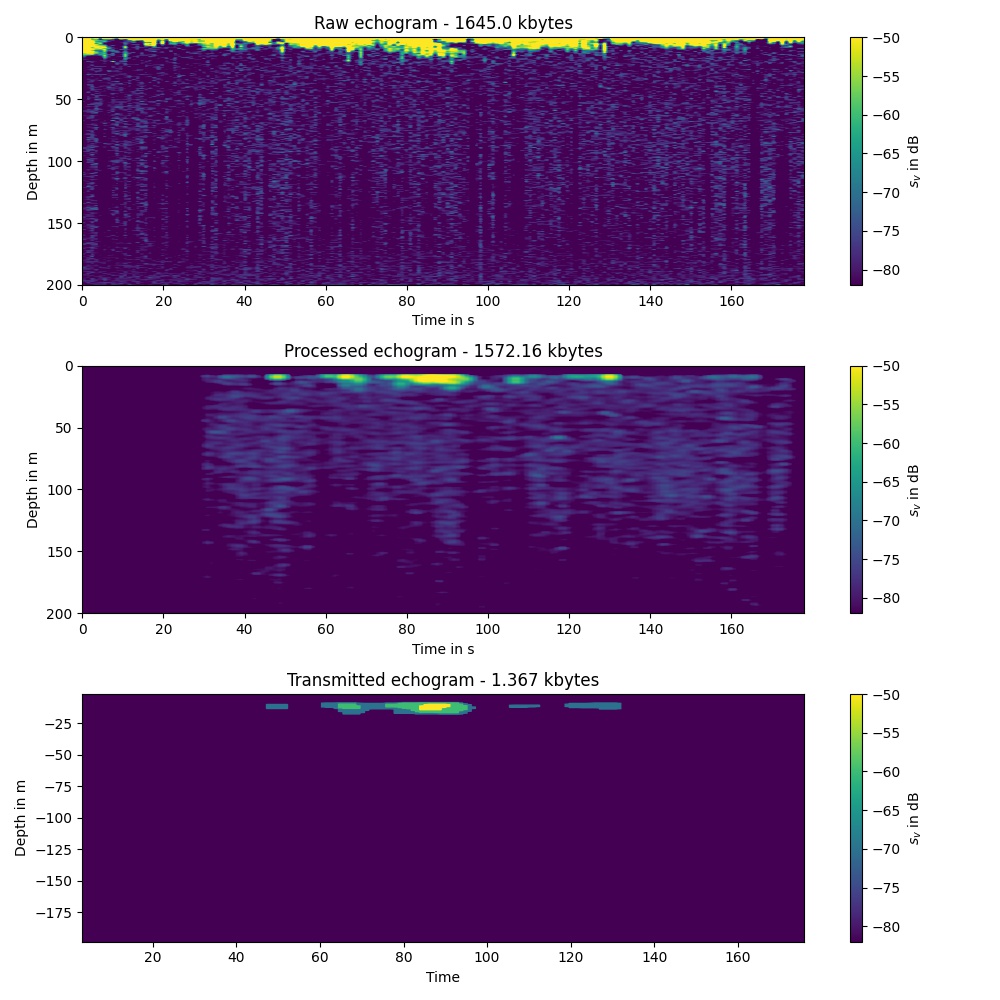 Raw echogram - 1645.0 kbytes
0
50
100
150
200
Depth in m
0 20 40 60 80 100 120 140 160
Time in s
−50
−55
−60
−65
−70
−75
−80
s_v in dB
Processed echogram - 1572.16 kbytes
0
50
100
150
200
Depth in m
0 20 40 60 80 100 120 140 160
Time in s
−50
−55
−60
−65
−70
−75
−80
s_v in dB
Transmitted echogram - 1.367 kbytes
−25
−50
−75
−100
−125
−150
−175
Depth in m
20 40 60 80 100 120 140 160
Time
−50
−55
−60
−65
−70
−75
−80
s_v in dB